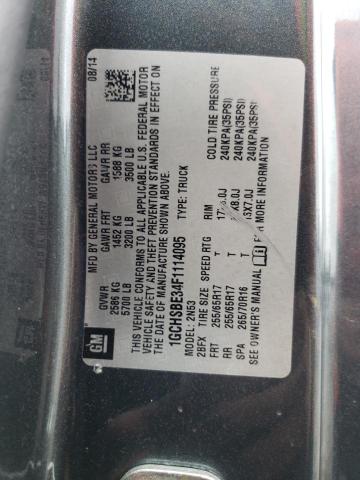 GM
MFD BY GENERAL MOTORS LLC 08/14
GVWR GAWR FRT GAWR RR
2586 KG 1452 KG 1588 KG
5700 LB 3200 LB 3500 LB
THIS VEHICLE CONFORMS TO ALL APPLICABLE U.S. FEDERAL MOTOR
VEHICLE SAFETY AND THEFT PREVENTION STANDARDS IN EFFECT ON
THE DATE OF MANUFACTURE SHOWN ABOVE.
1GCHSBE34F1114095 TYPE: TRUCK
MODEL: 2N53
2BFX TIRE SIZE SPEED RTG RIM COLD TIRE PRESSURE
FRT 255/65R17 T 240KPA(35PSI)
RR 255/65R17 T 240KPA(35PSI)
SPA 265/70R16 T 240KPA(35PSI)
SEE OWNER'S MANUAL FOR MORE INFORMATION